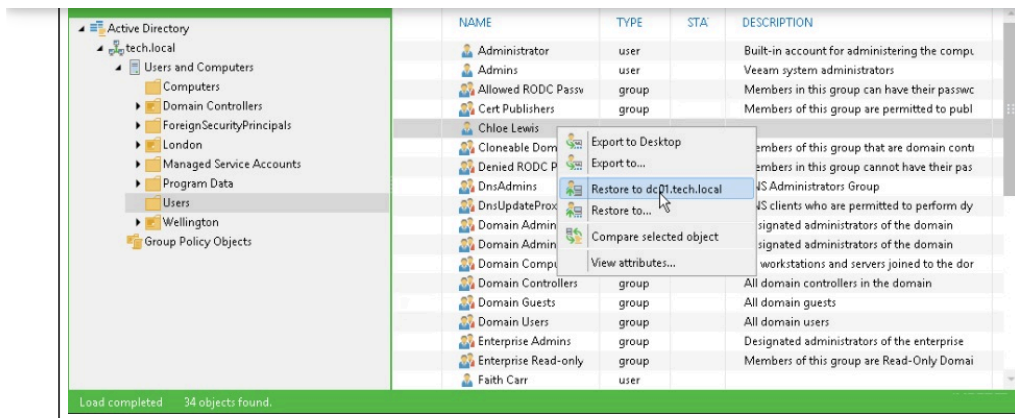 NAME TYPE STA DESCRIPTION
Active Directory
tech.local
Users and Computers
Computers
Domain Controllers
ForeignSecurityPrincipals
London
Managed Service Accounts
Program Data
Users
Wellington
Group Policy Objects
Administrator user Built-in account for administering the compu
Admins user Veeam system administrators
Allowed RODC Passw group Members in this group can have their passwc
Cert Publishers group Members of this group are permitted to publ
Chloe Lewis
Cloneable Dom embers of this group that are domain contr
Denied RODC P embers in this group cannot have their pas
DnsAdmins NS Administrators Group
DnsUpdateProx NS clients who are permitted to perform dy
Domain Admin signated administrators of the domain
Domain Admin signated administrators of the domain
Domain Compu workstations and servers joined to the dor
Domain Controllers group All domain controllers in the domain
Domain Guests group All domain guests
Domain Users group All domain users
Enterprise Admins group Designated administrators of the enterprise
Enterprise Read-only group Members of this group are Read-Only Domai
Faith Carr user
Export to Desktop
Export to...
Restore to dc01.tech.local
Restore to...
Compare selected object
View attributes...
Load completed 34 objects found.